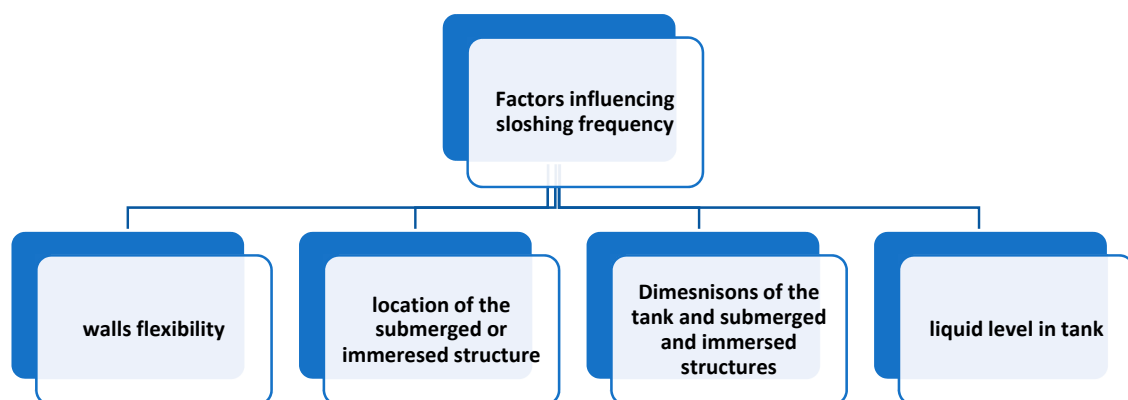 Factors influencing
sloshing frequency
walls flexibility
location of the
submerged or
immeresed structure
Dimesnisons of the
tank and submerged
and immersed
structures
liquid level in tank